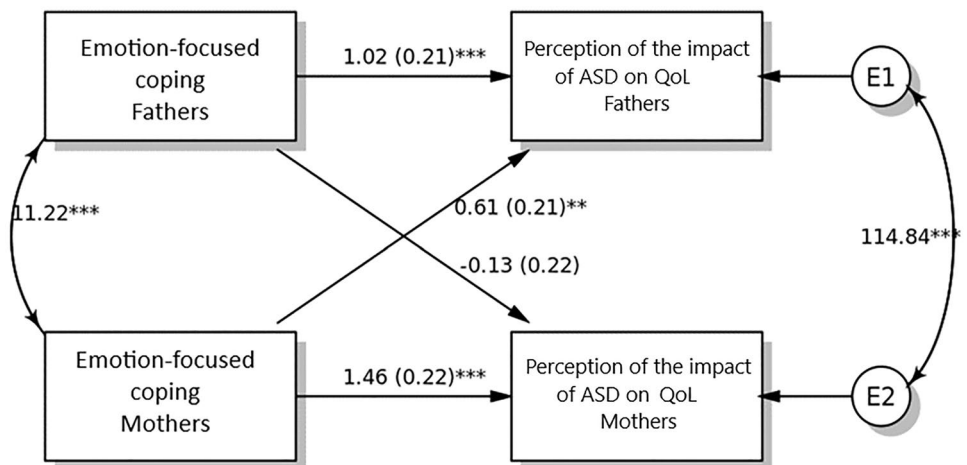 Emotion-focused
coping
Fathers
1.02 (0.21)***
Perception of the impact
of ASD on QoL
Fathers
E1
11.22***
0.61 (0.21)**
-0.13 (0.22)
114.84***
Emotion-focused
coping
Mothers
1.46 (0.22)***
Perception of the impact
of ASD on QoL
Mothers
E2